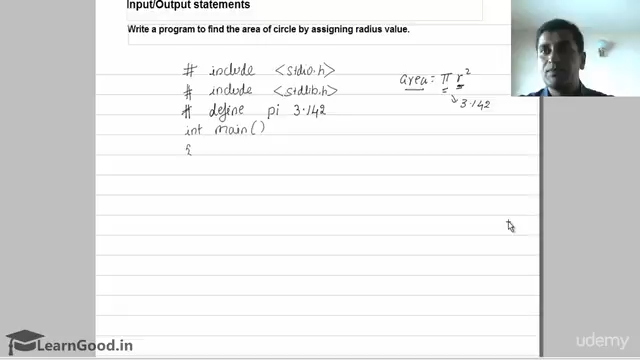 Input/Output statements
Write a program to find the area of circle by assigning radius value.
# include <stdio.h>
# include <stdlib.h>
# define pi 3.142
int main()
{
area = π r²
↳ 3.142
LearnGood.in
udemy